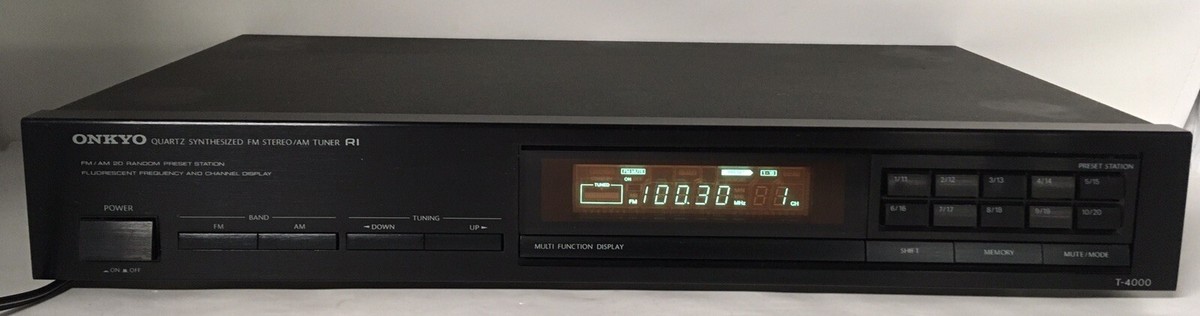 ONKYO QUARTZ SYNTHESIZED FM STEREO/AM TUNER RI
FM/AM 20 RANDOM PRESET STATION
FLUORESCENT FREQUENCY AND CHANNEL DISPLAY
POWER
ON OFF
BAND
FM AM
TUNING
DOWN UP
TUNED
ON
FM 100.30 MHz 1 CH
MULTI FUNCTION DISPLAY
PRESET STATION
1/11 2/12 3/13 4/14 5/15
6/16 7/17 8/18 9/19 10/20
SHIFT MEMORY MUTE/MODE
T-4000